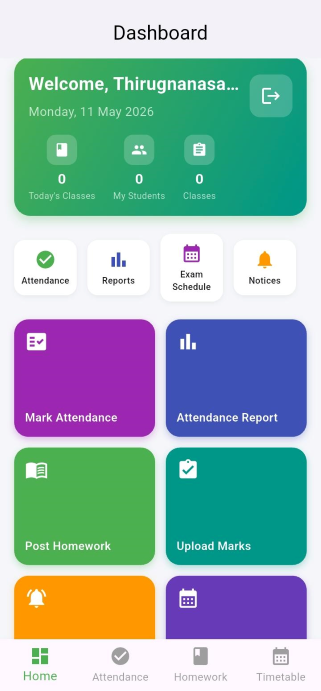 Dashboard
Welcome, Thirugnanasa...
Monday, 11 May 2026
0
0
0
Today's Classes
My Students
Classes
Attendance
Reports
Exam
Schedule
Notices
Mark Attendance
Attendance Report
Post Homework
Upload Marks
Home
Attendance
Homework
Timetable